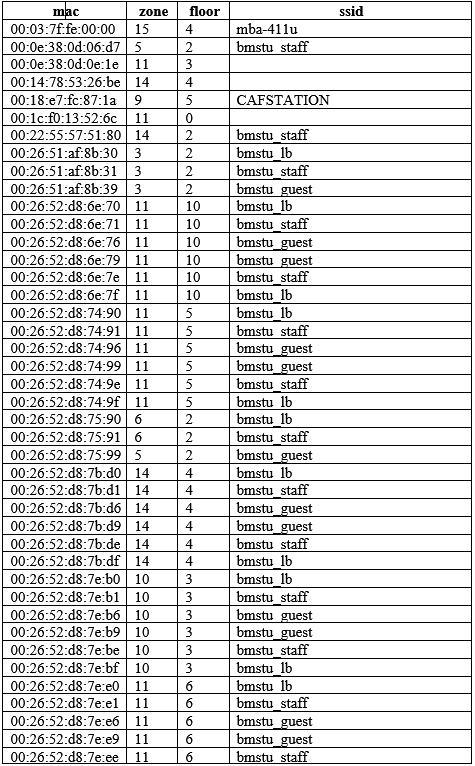 mac zone floor ssid
00:03:7f:fe:00:00 15 4 mba-411u
00:0e:38:0d:06:d7 5 2 bmstu_staff
00:0e:38:0d:0e:1e 11 3
00:14:78:53:26:be 14 4
00:18:e7:fc:87:1a 9 5 CAFSTATION
00:1c:f0:13:52:6c 11 0
00:22:55:57:51:80 14 2 bmstu_staff
00:26:51:af:8b:30 3 2 bmstu_lb
00:26:51:af:8b:31 3 2 bmstu_staff
00:26:51:af:8b:39 3 2 bmstu_guest
00:26:52:d8:6e:70 11 10 bmstu_lb
00:26:52:d8:6e:71 11 10 bmstu_staff
00:26:52:d8:6e:76 11 10 bmstu_guest
00:26:52:d8:6e:79 11 10 bmstu_guest
00:26:52:d8:6e:7e 11 10 bmstu_staff
00:26:52:d8:6e:7f 11 10 bmstu_lb
00:26:52:d8:74:90 11 5 bmstu_lb
00:26:52:d8:74:91 11 5 bmstu_staff
00:26:52:d8:74:96 11 5 bmstu_guest
00:26:52:d8:74:99 11 5 bmstu_guest
00:26:52:d8:74:9e 11 5 bmstu_staff
00:26:52:d8:74:9f 11 5 bmstu_lb
00:26:52:d8:75:90 6 2 bmstu_lb
00:26:52:d8:75:91 6 2 bmstu_staff
00:26:52:d8:75:99 5 2 bmstu_guest
00:26:52:d8:7b:d0 14 4 bmstu_lb
00:26:52:d8:7b:d1 14 4 bmstu_staff
00:26:52:d8:7b:d6 14 4 bmstu_guest
00:26:52:d8:7b:d9 14 4 bmstu_guest
00:26:52:d8:7b:de 14 4 bmstu_staff
00:26:52:d8:7b:df 14 4 bmstu_lb
00:26:52:d8:7e:b0 10 3 bmstu_lb
00:26:52:d8:7e:b1 10 3 bmstu_staff
00:26:52:d8:7e:b6 10 3 bmstu_guest
00:26:52:d8:7e:b9 10 3 bmstu_guest
00:26:52:d8:7e:be 10 3 bmstu_staff
00:26:52:d8:7e:bf 10 3 bmstu_lb
00:26:52:d8:7e:e0 11 6 bmstu_lb
00:26:52:d8:7e:e1 11 6 bmstu_staff
00:26:52:d8:7e:e6 11 6 bmstu_guest
00:26:52:d8:7e:e9 11 6 bmstu_guest
00:26:52:d8:7e:ee 11 6 bmstu_staff